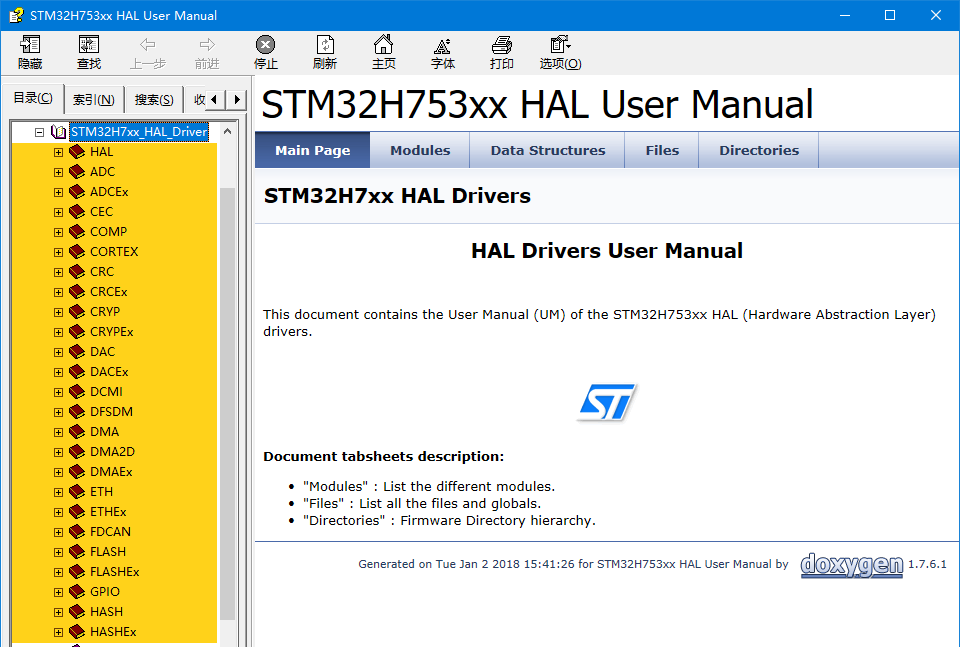 STM32H753xx HAL User Manual
隐藏 查找 上一步 前进 停止 刷新 主页 字体 打印 选项(O)
目录(C) 索引(N) 搜索(S) 收
STM32H7xx_HAL_Driver
HAL
ADC
ADCEx
CEC
COMP
CORTEX
CRC
CRCEx
CRYP
CRYPEx
DAC
DACEx
DCMI
DFSDM
DMA
DMA2D
DMAEx
ETH
ETHEx
FDCAN
FLASH
FLASHEx
GPIO
HASH
HASHEx
STM32H753xx HAL User Manual
Main Page Modules Data Structures Files Directories
STM32H7xx HAL Drivers
HAL Drivers User Manual
This document contains the User Manual (UM) of the STM32H753xx HAL (Hardware Abstraction Layer)
drivers.
ST
Document tabsheets description:
• "Modules" : List the different modules.
• "Files" : List all the files and globals.
• "Directories" : Firmware Directory hierarchy.
Generated on Tue Jan 2 2018 15:41:26 for STM32H753xx HAL User Manual by doxygen 1.7.6.1